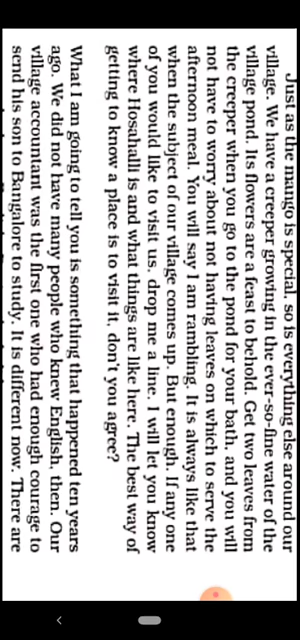 Just as the mango is special, so is everything else around our
village. We have a creeper growing in the ever-so-fine water of the
village pond. Its flowers are a feast to behold. Get two leaves from
the creeper when you go to the pond for your bath, and you will
not have to worry about not having leaves on which to serve the
afternoon meal. You will say I am rambling. It is always like that
when the subject of our village comes up. But enough. If any one
of you would like to visit us, drop me a line. I will let you know
where Hosahalli is and what things are like here. The best way of
getting to know a place is to visit it, don't you agree?
What I am going to tell you is something that happened ten years
ago. We did not have many people who knew English, then. Our
village accountant was the first one who had enough courage to
send his son to Bangalore to study. It is different now. There are